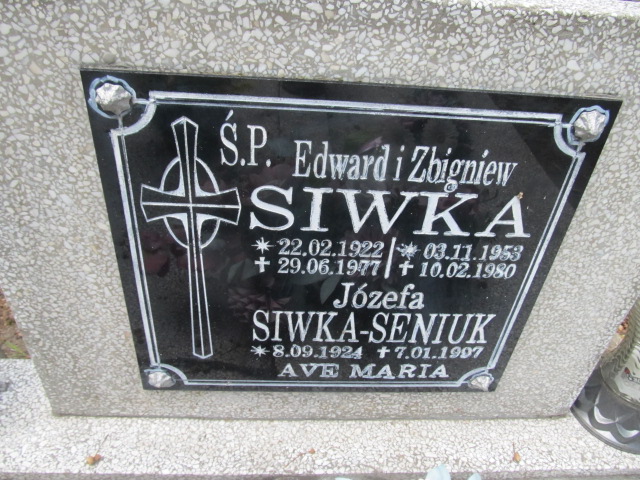 Ś.P. Edward i Zbigniew
SIWKA
* 22.02.1922 * 03.11.1953
+ 29.06.1977 + 10.02.1980
Józefa
SIWKA-SENIUK
* 8.09.1924 + 7.01.1997
AVE MARIA